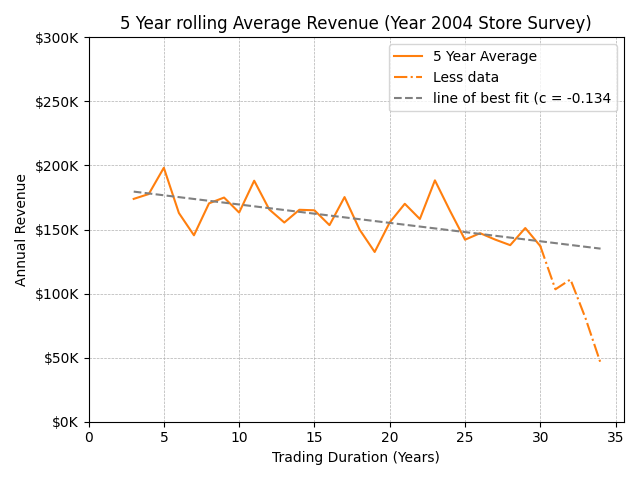 5 Year rolling Average Revenue (Year 2004 Store Survey)
$300K
$250K
$200K
$150K
$100K
$50K
$0K
Annual Revenue
5 Year Average
Less data
line of best fit (c = -0.134
0 5 10 15 20 25 30 35
Trading Duration (Years)